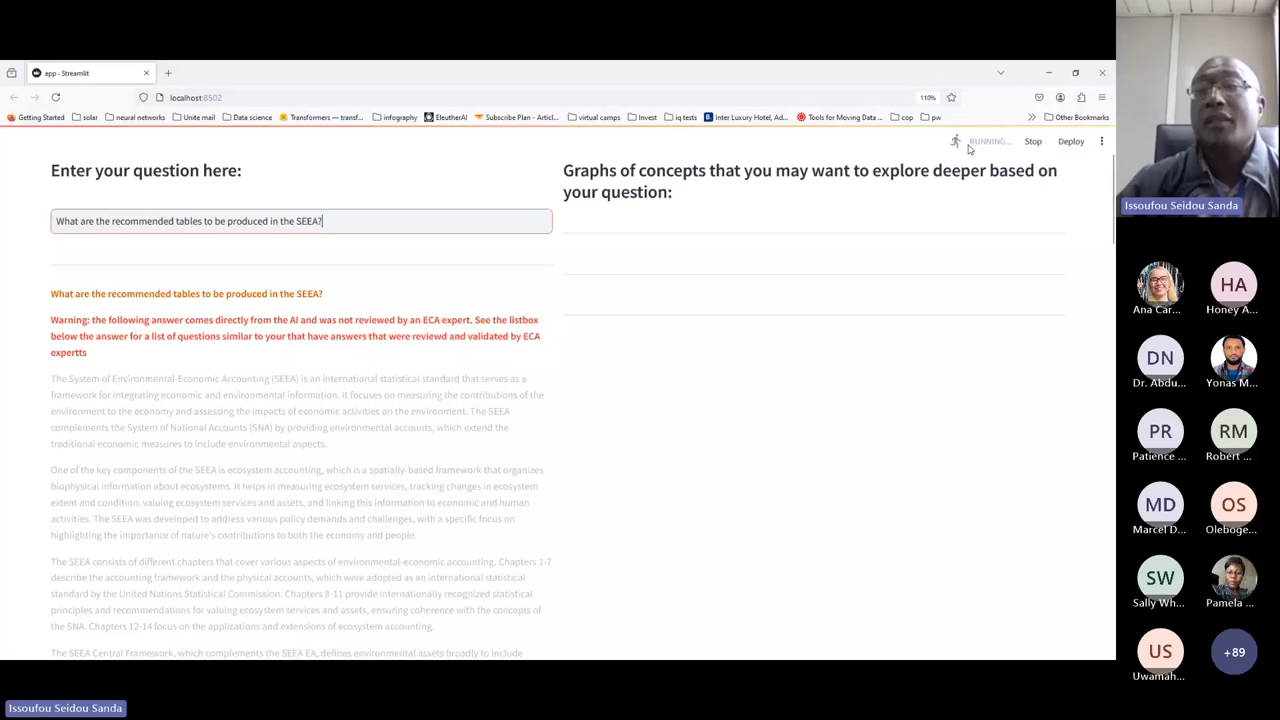 app - Streamlit
localhost:8502
110%
Getting Started
solar
neural networks
Unite mail
Data science
Transformers — transf...
infography
EleutherAI
Subscribe Plan - Articl...
virtual camps
Invest
iq tests
Inter Luxury Hotel, Ad...
Tools for Moving Data ...
cop
pw
Other Bookmarks
RUNNING...
Stop
Deploy
Enter your question here:
What are the recommended tables to be produced in the SEEA?
What are the recommended tables to be produced in the SEEA?
Warning: the following answer comes directly from the AI and was not reviewed by an ECA expert. See the listbox
below the answer for a list of questions similar to your that have answers that were reviewd and validated by ECA
expertts
The System of Environmental-Economic Accounting (SEEA) is an international statistical standard that serves as a
framework for integrating economic and environmental information. It focuses on measuring the contributions of the
environment to the economy and assessing the impacts of economic activities on the environment. The SEEA
complements the System of National Accounts (SNA) by providing environmental accounts, which extend the
traditional economic measures to include environmental aspects.
One of the key components of the SEEA is ecosystem accounting, which is a spatially-based framework that organizes
biophysical information about ecosystems. It helps in measuring ecosystem services, tracking changes in ecosystem
extent and condition, valuing ecosystem services and assets, and linking this information to economic and human
activities. The SEEA was developed to address various policy demands and challenges, with a specific focus on
highlighting the importance of nature's contributions to both the economy and people.
The SEEA consists of different chapters that cover various aspects of environmental-economic accounting. Chapters 1-7
describe the accounting framework and the physical accounts, which were adopted as an international statistical
standard by the United Nations Statistical Commission. Chapters 8-11 provide internationally recognized statistical
principles and recommendations for valuing ecosystem services and assets, ensuring coherence with the concepts of
the SNA. Chapters 12-14 focus on the applications and extensions of ecosystem accounting.
The SEEA Central Framework, which complements the SEEA EA, defines environmental assets broadly to include
Graphs of concepts that you may want to explore deeper based on
your question:
Issoufou Seidou Sanda
Ana Car...
HA
Honey A...
DN
Dr. Abdu...
Yonas M...
PR
Patience ...
RM
Robert ...
MD
Marcel D...
OS
Oleboge...
SW
Sally Wh...
Pamela ...
US
Uwamah...
+89
Issoufou Seidou Sanda